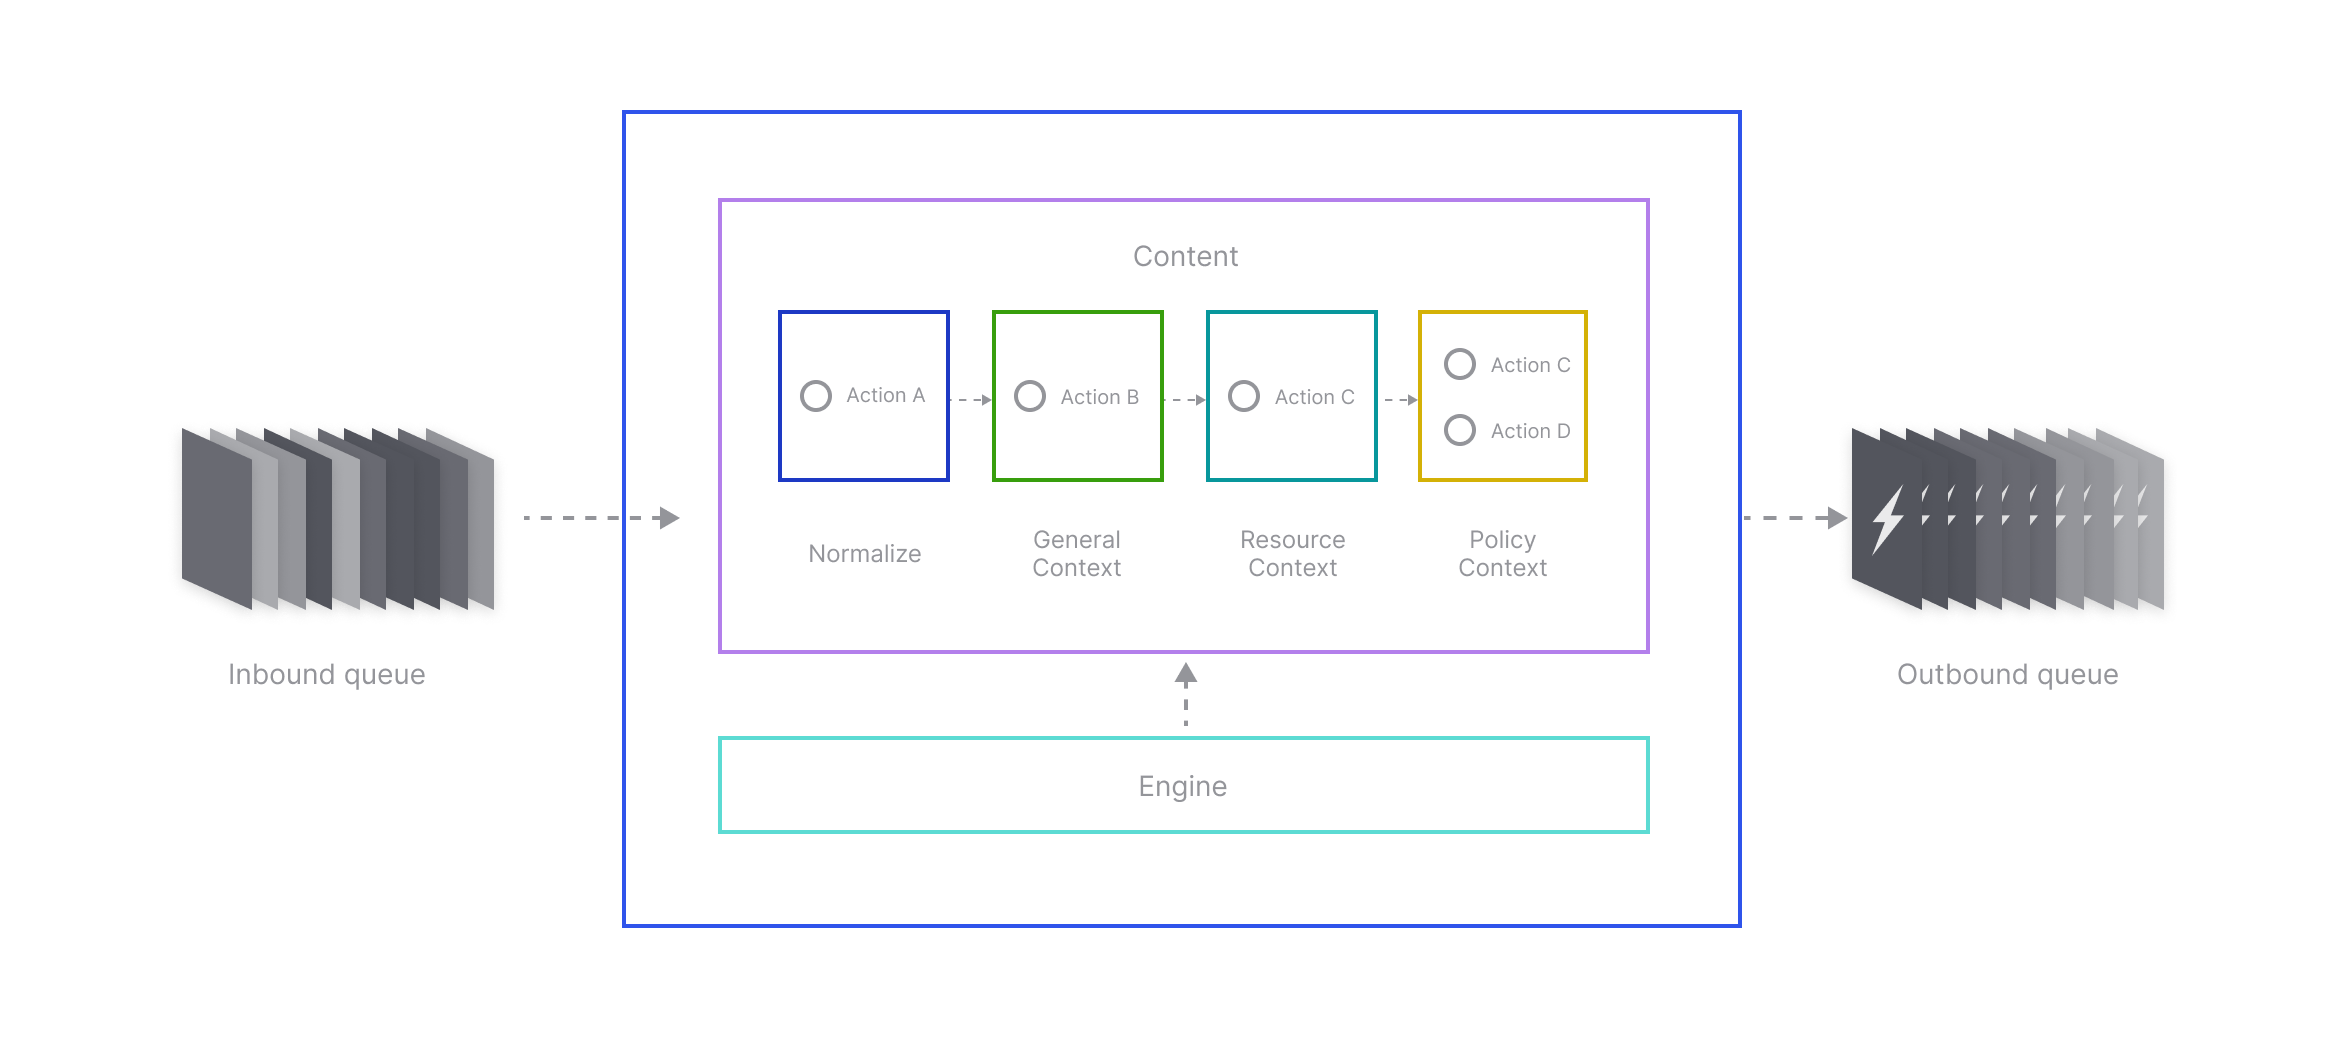 Content
Action A
Action B
Action C
Action C
Action D
Normalize
General
Context
Resource
Context
Policy
Context
Inbound queue
Outbound queue
Engine